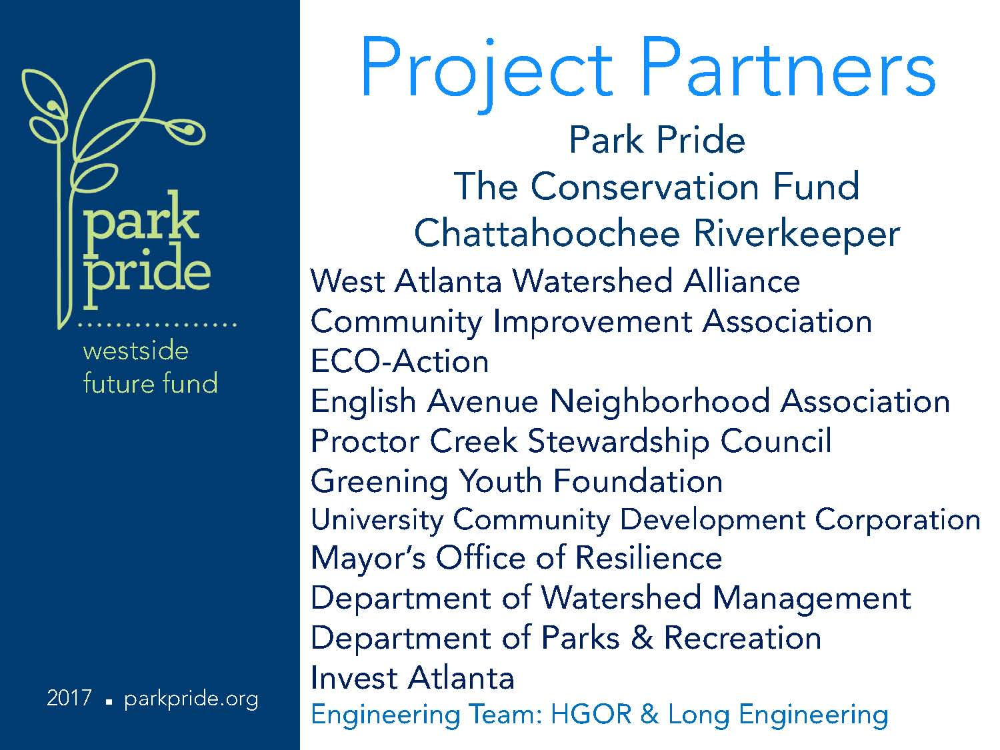 park
pride
westside
future fund
2017 ▪ parkpride.org
Project Partners
Park Pride
The Conservation Fund
Chattahoochee Riverkeeper
West Atlanta Watershed Alliance
Community Improvement Association
ECO-Action
English Avenue Neighborhood Association
Proctor Creek Stewardship Council
Greening Youth Foundation
University Community Development Corporation
Mayor’s Office of Resilience
Department of Watershed Management
Department of Parks & Recreation
Invest Atlanta
Engineering Team: HGOR & Long Engineering